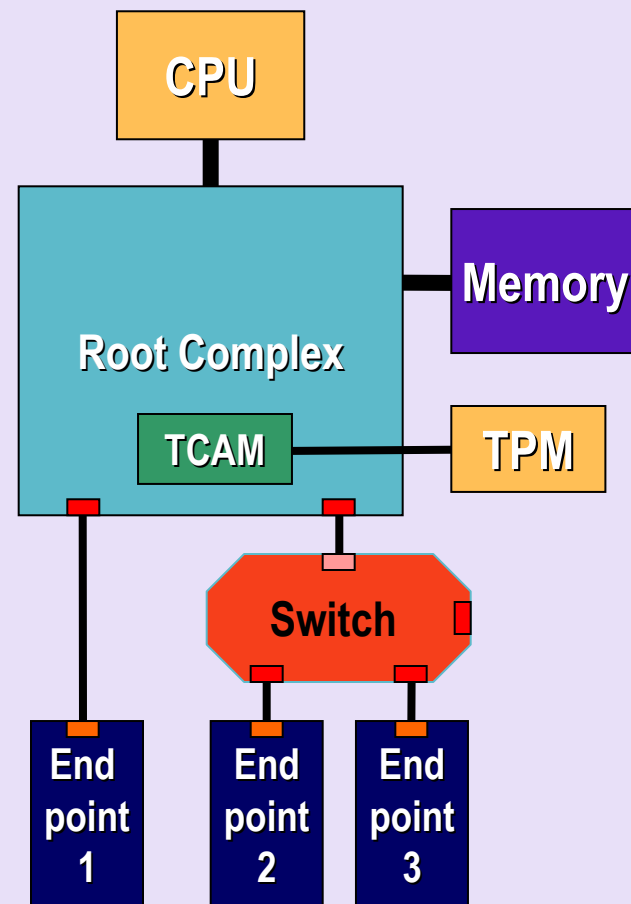 CPU
Memory
Root Complex
TCAM
TPM
Switch
End
point
1
End
point
2
End
point
3